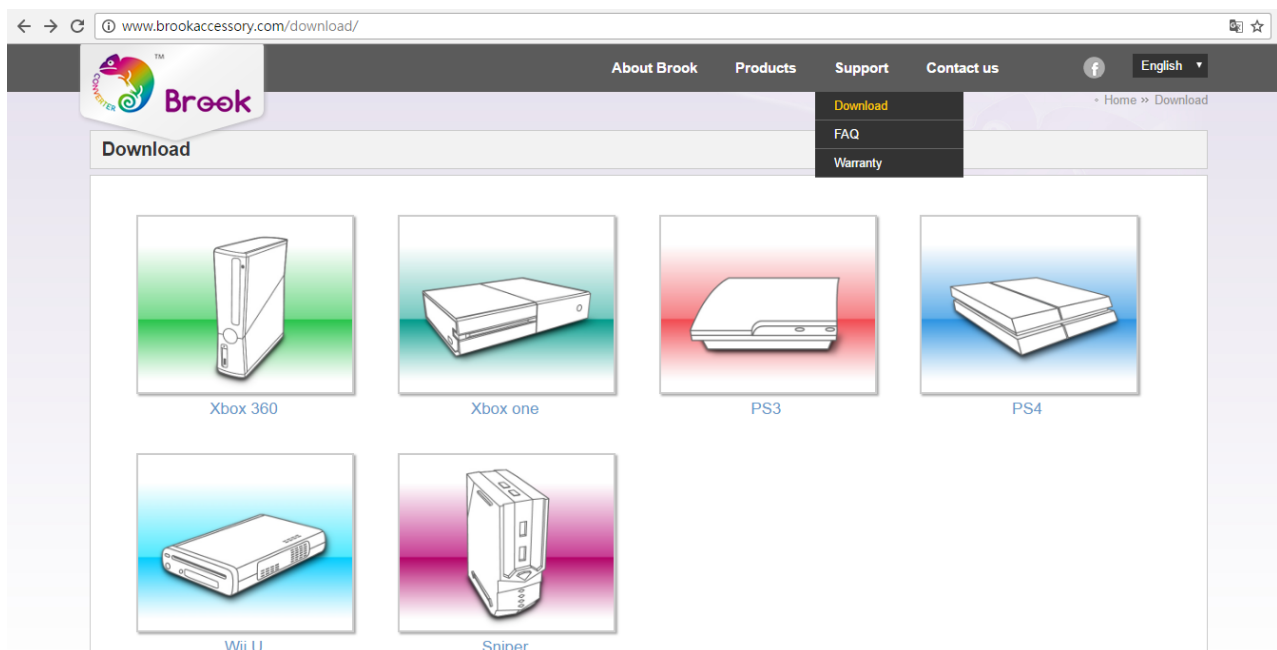 www.brookaccessory.com/download/
TM
CONVERTER
Brook
About Brook
Products
Support
Contact us
f
English
Download
FAQ
Warranty
• Home » Download
Download
Xbox 360
Xbox one
PS3
PS4
Wii U
Sniper